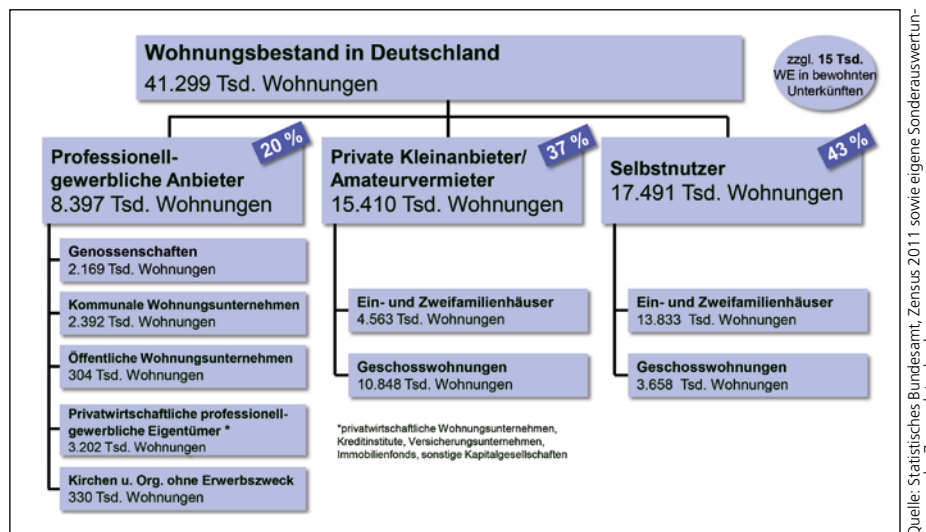 Wohnungsbestand in Deutschland
41.299 Tsd. Wohnungen
zzgl. 15 Tsd.
WE in bewohnten
Unterkünften
20 %
Professionell-
gewerbliche Anbieter
8.397 Tsd. Wohnungen
Genossenschaften
2.169 Tsd. Wohnungen
Kommunale Wohnungsunternehmen
2.392 Tsd. Wohnungen
Öffentliche Wohnungsunternehmen
304 Tsd. Wohnungen
Privatwirtschaftliche professionell-
gewerbliche Eigentümer *
3.202 Tsd. Wohnungen
Kirchen u. Org. ohne Erwerbszweck
330 Tsd. Wohnungen
37 %
Private Kleinanbieter/
Amateurvermieter
15.410 Tsd. Wohnungen
Ein- und Zweifamilienhäuser
4.563 Tsd. Wohnungen
Geschosswohnungen
10.848 Tsd. Wohnungen
*privatwirtschaftliche Wohnungsunternehmen,
Kreditinstitute, Versicherungsunternehmen,
Immobilienfonds, sonstige Kapitalgesellschaften
43 %
Selbstnutzer
17.491 Tsd. Wohnungen
Ein- und Zweifamilienhäuser
13.833 Tsd. Wohnungen
Geschosswohnungen
3.658 Tsd. Wohnungen
Quelle: Statistisches Bundesamt, Zensus 2011 sowie eigene Sonderauswertun-